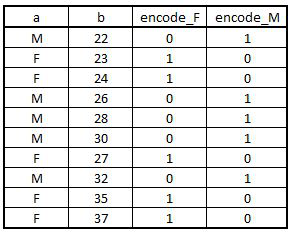 a b encode_F encode_M
M 22 0 1
F 23 1 0
F 24 1 0
M 26 0 1
M 28 0 1
M 30 0 1
F 27 1 0
M 32 0 1
F 35 1 0
F 37 1 0